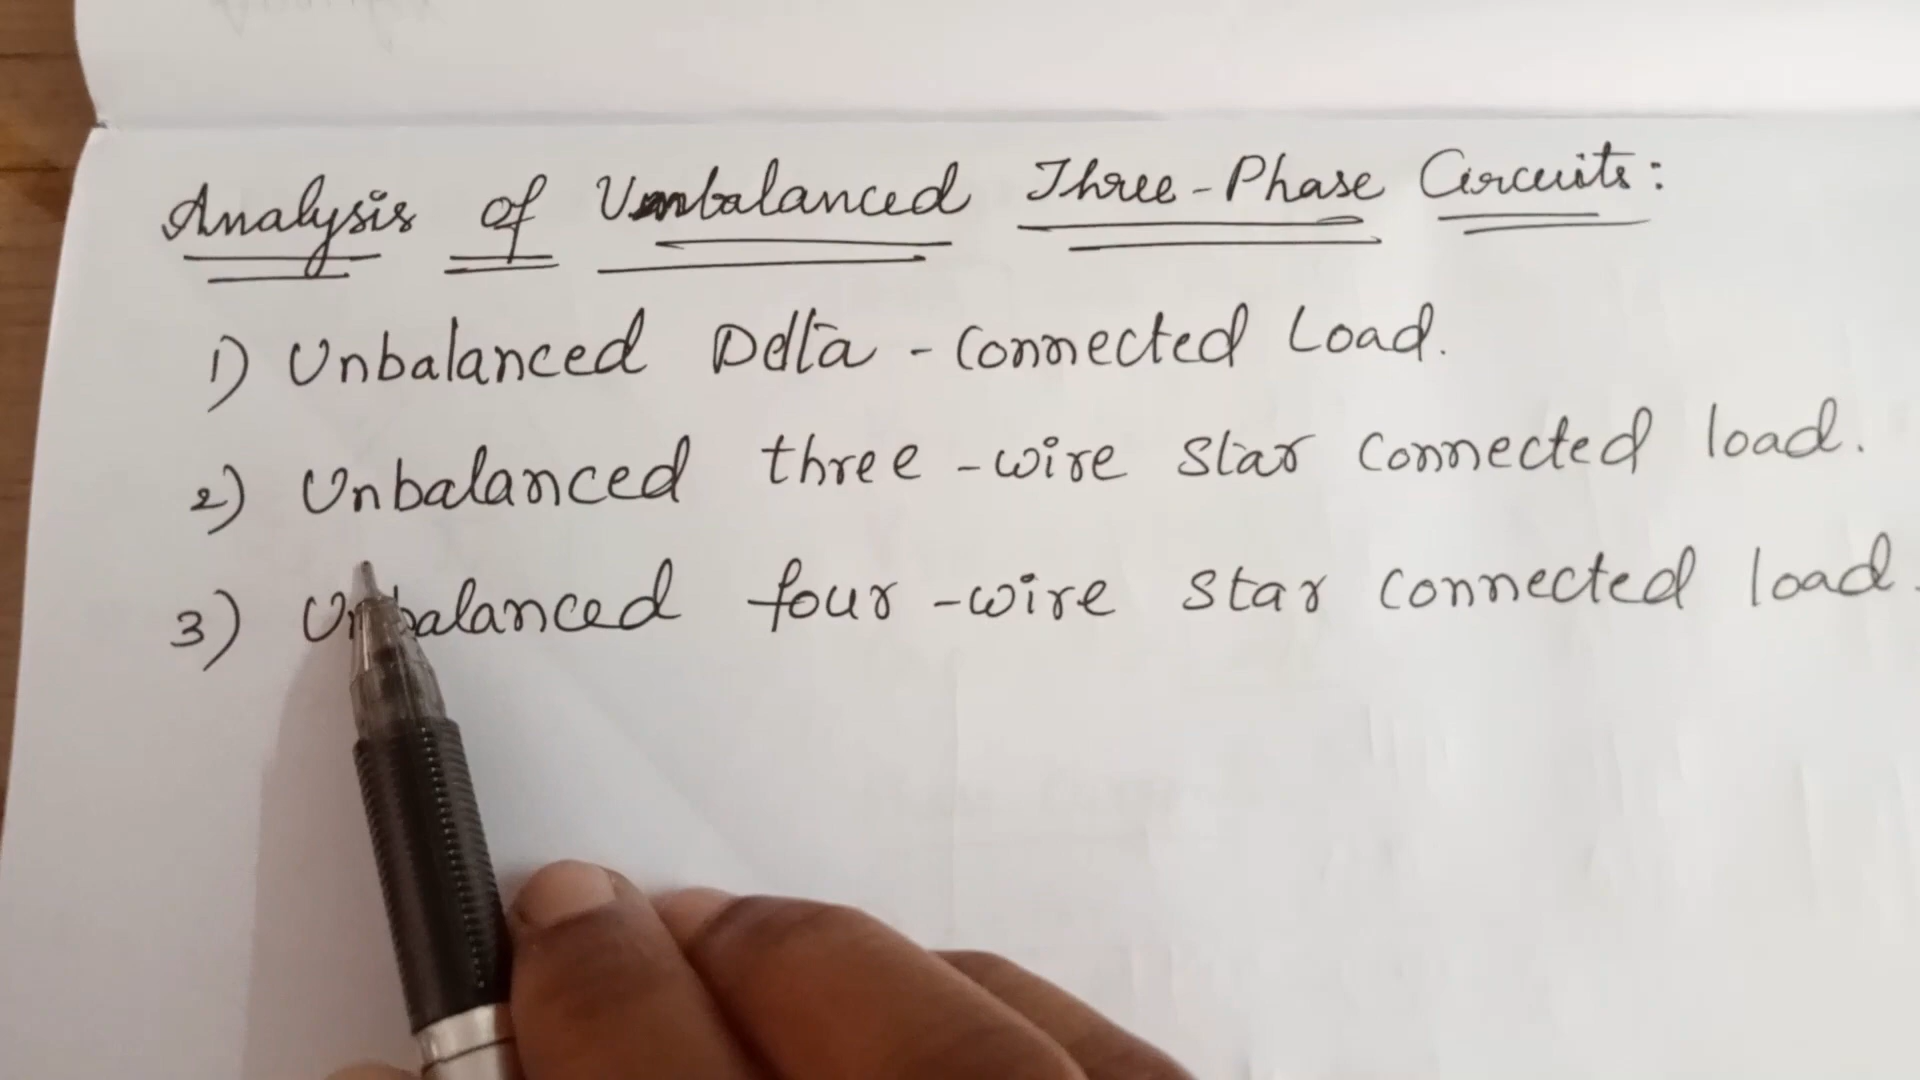 Analysis of Unbalanced Three-Phase Circuits:
1) Unbalanced Delta - Connected Load.
2) Unbalanced three-wire star connected load.
3) Unbalanced four-wire star connected load.